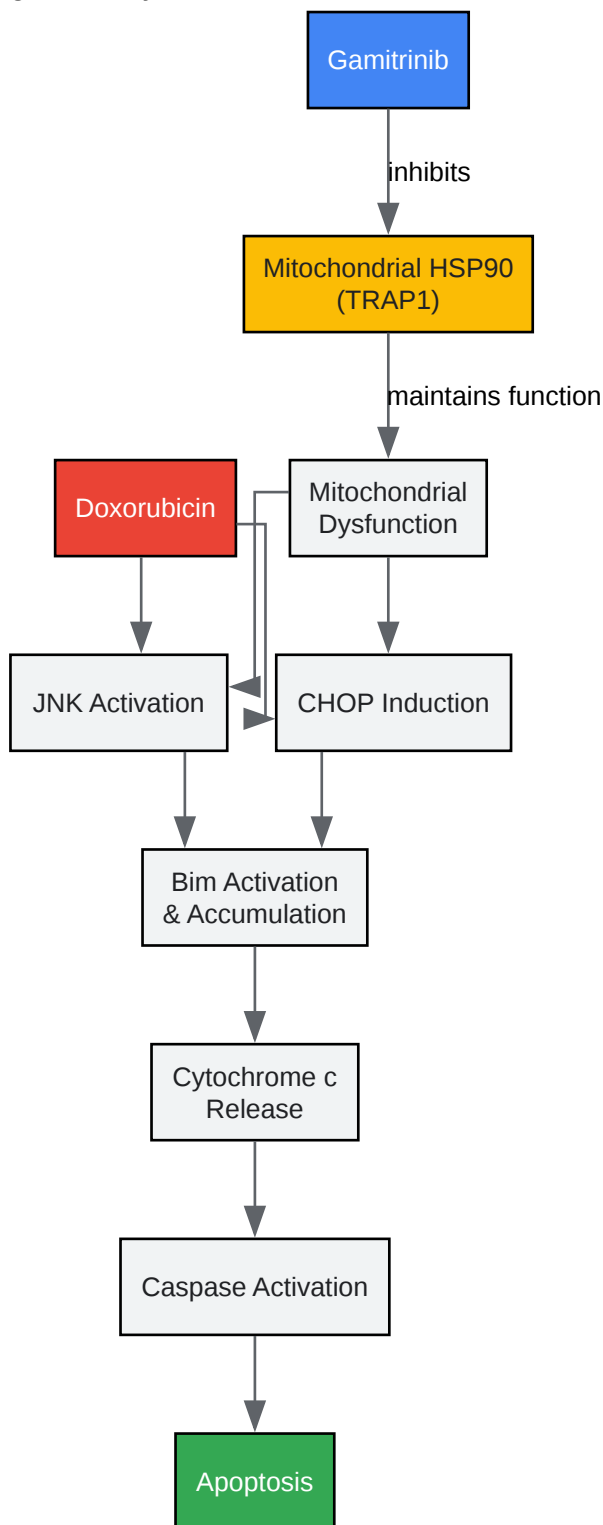 Gamitrinib
inhibits
Mitochondrial HSP90
(TRAP1)
maintains function
Doxorubicin
Mitochondrial
Dysfunction
JNK Activation
CHOP Induction
Bim Activation
& Accumulation
Cytochrome c
Release
Caspase Activation
Apoptosis